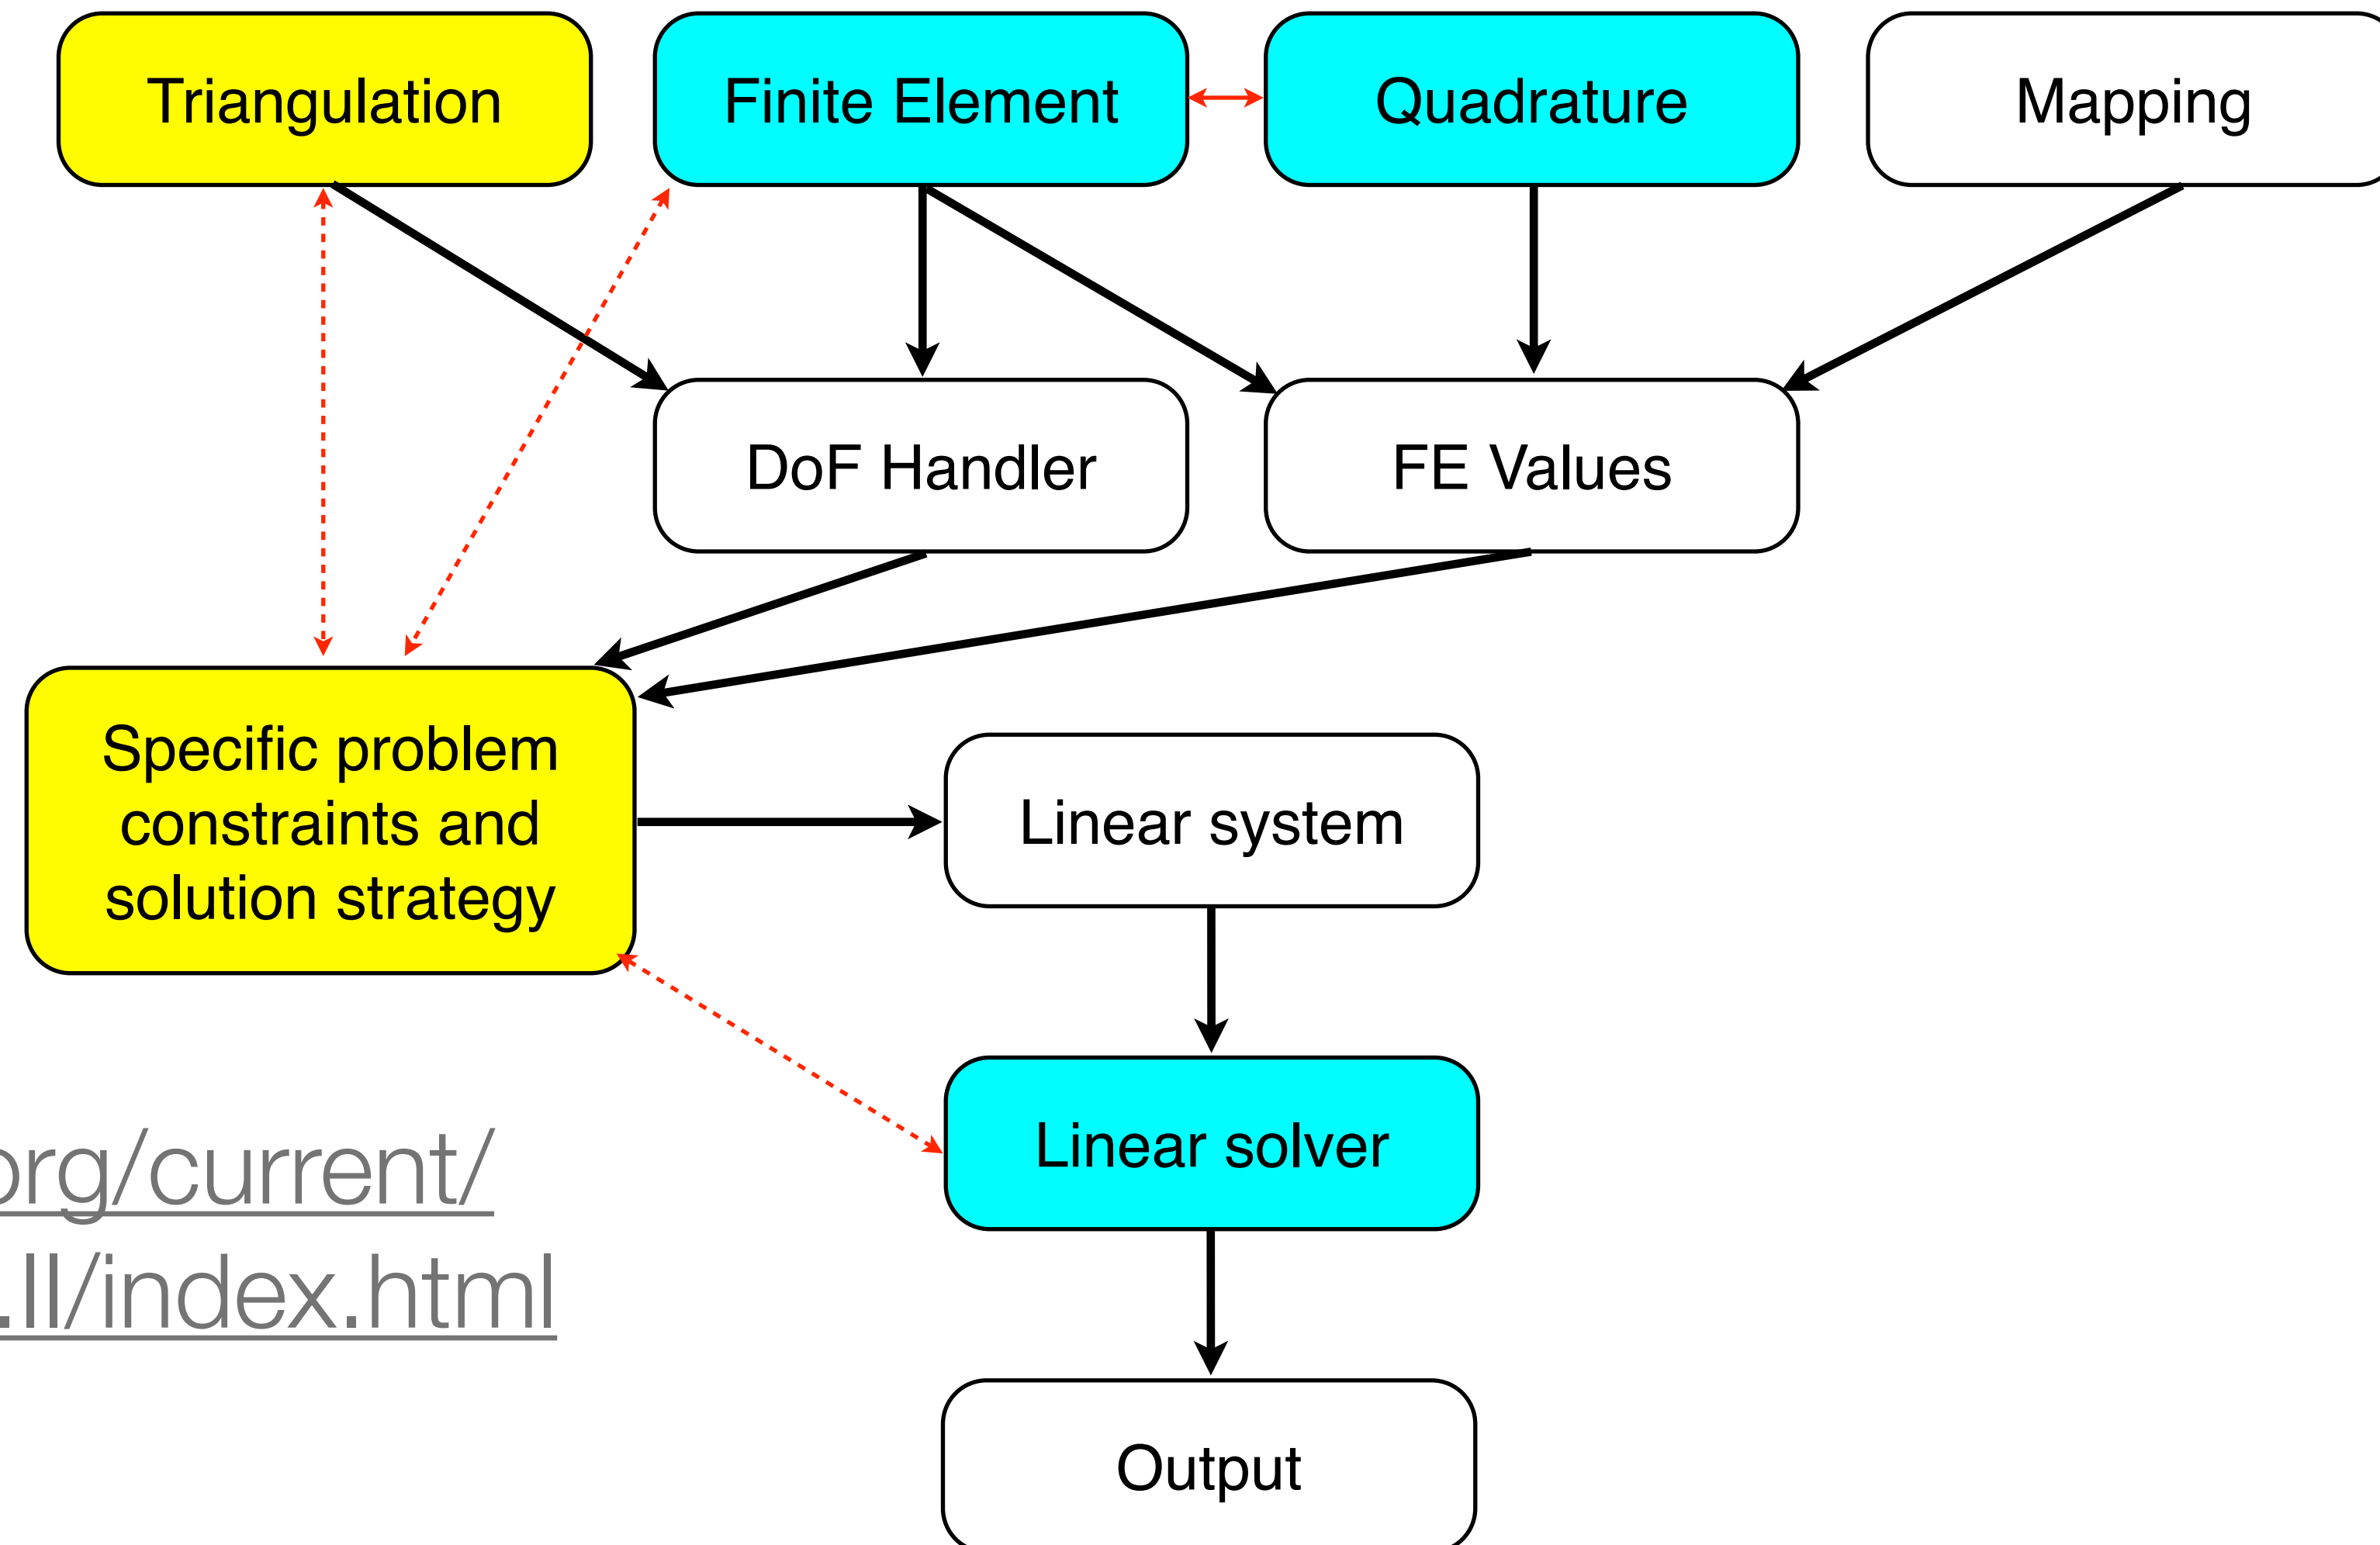 Triangulation
Finite Element
Quadrature
Mapping
DoF Handler
FE Values
Specific problem
constraints and
solution strategy
Linear system
Linear solver
org/current/
.II/index.html
Output